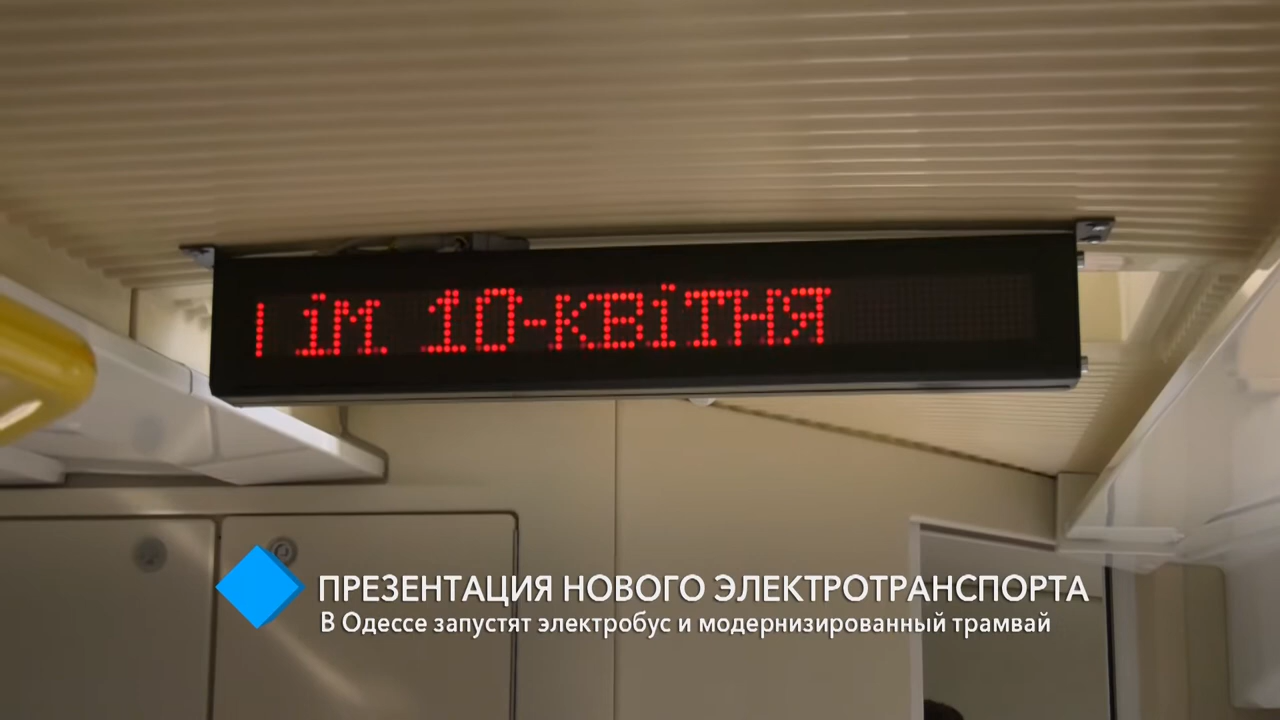 ім 10-квітня
ПРЕЗЕНТАЦИЯ НОВОГО ЭЛЕКТРОТРАНСПОРТА
В Одессе запустят электробус и модернизированный трамвай